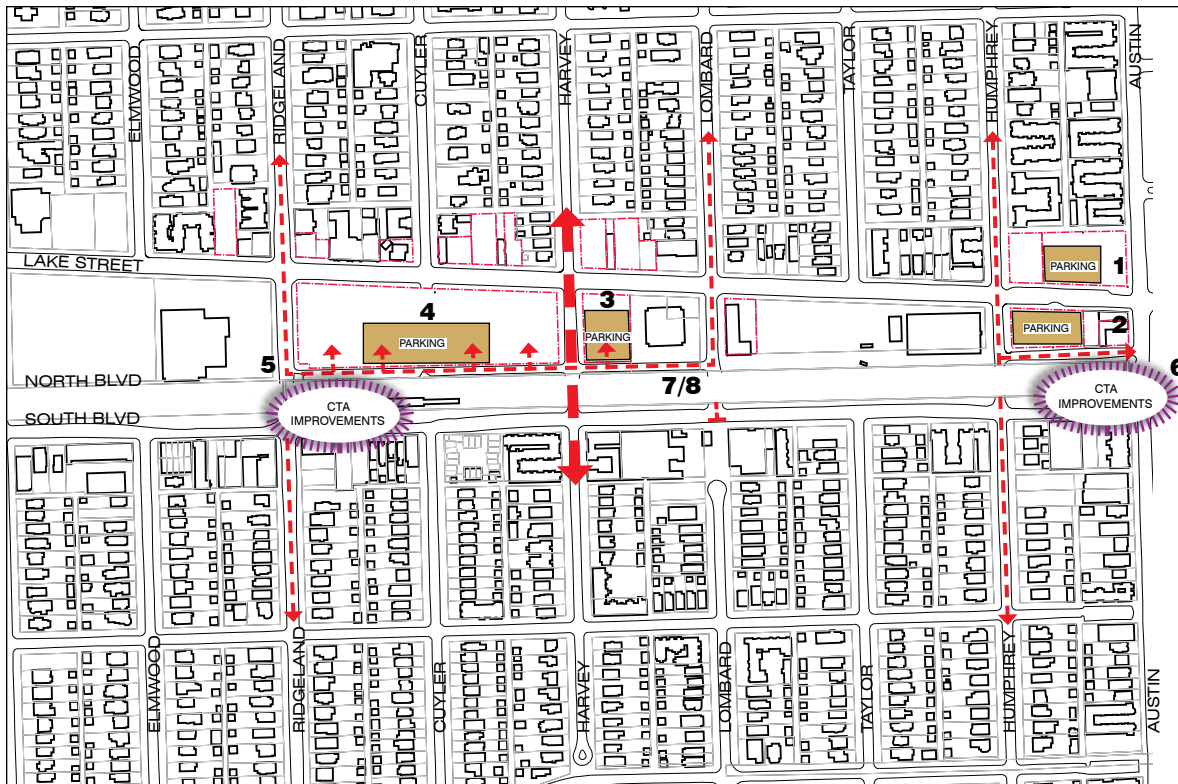 ELMWOOD
RIDGELAND
CUYLER
HARVEY
LOMBARD
TAYLOR
HUMPHREY
AUSTIN
LAKE STREET
PARKING
1
4
PARKING
3
PARKING
PARKING
2
5
NORTH BLVD
7/8
6
SOUTH BLVD
CTA
IMPROVEMENTS
CTA
IMPROVEMENTS
ELMWOOD
RIDGELAND
CUYLER
HARVEY
LOMBARD
TAYLOR
HUMPHREY
AUSTIN